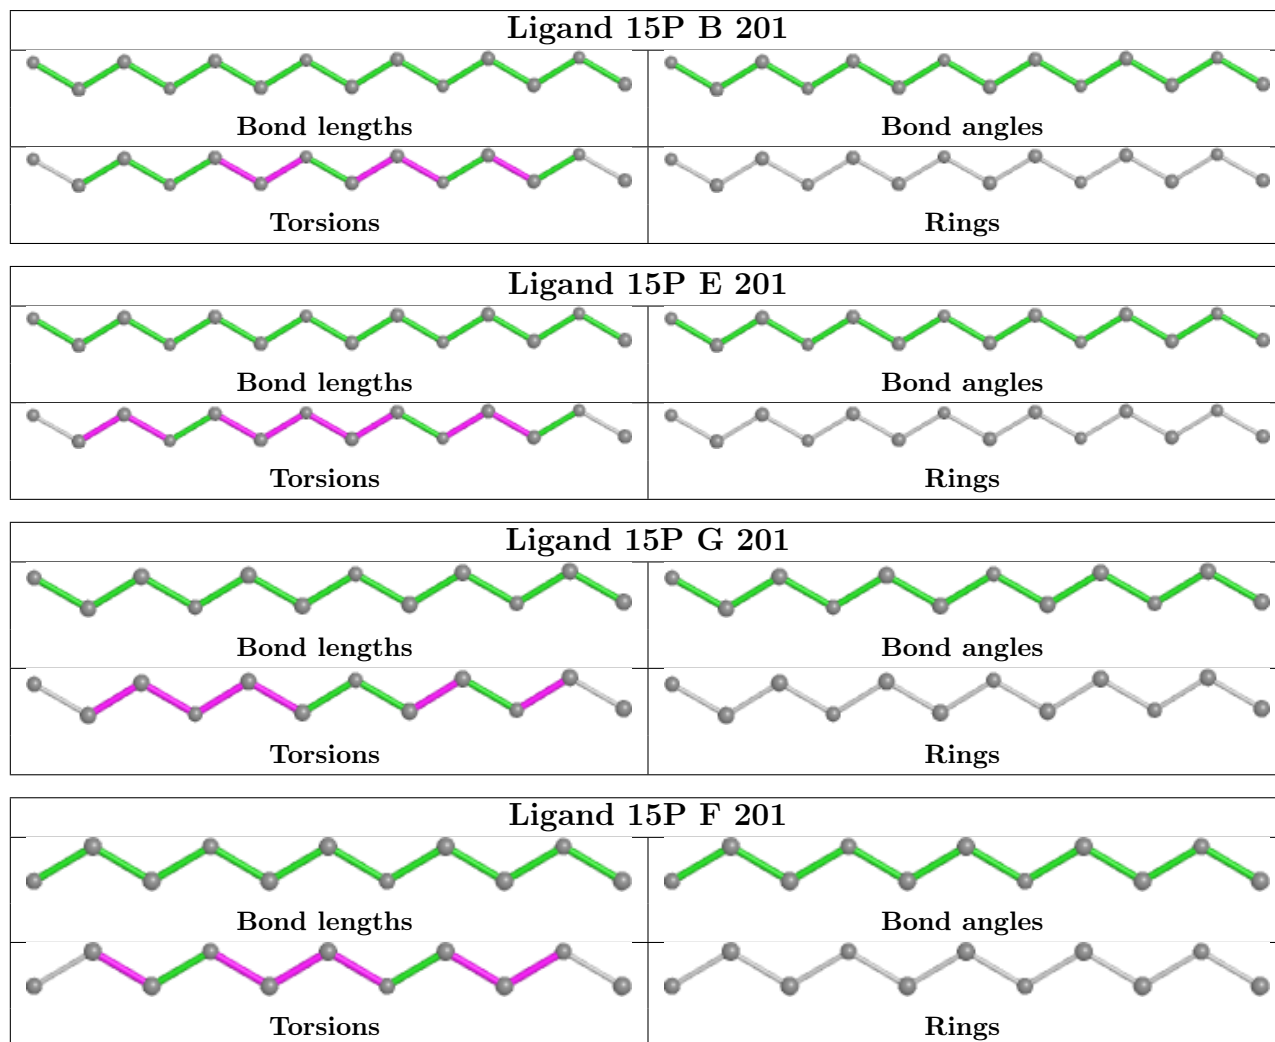 Ligand 15P B 201
Bond lengths
Bond angles
Torsions
Rings
Ligand 15P E 201
Bond lengths
Bond angles
Torsions
Rings
Ligand 15P G 201
Bond lengths
Bond angles
Torsions
Rings
Ligand 15P F 201
Bond lengths
Bond angles
Torsions
Rings